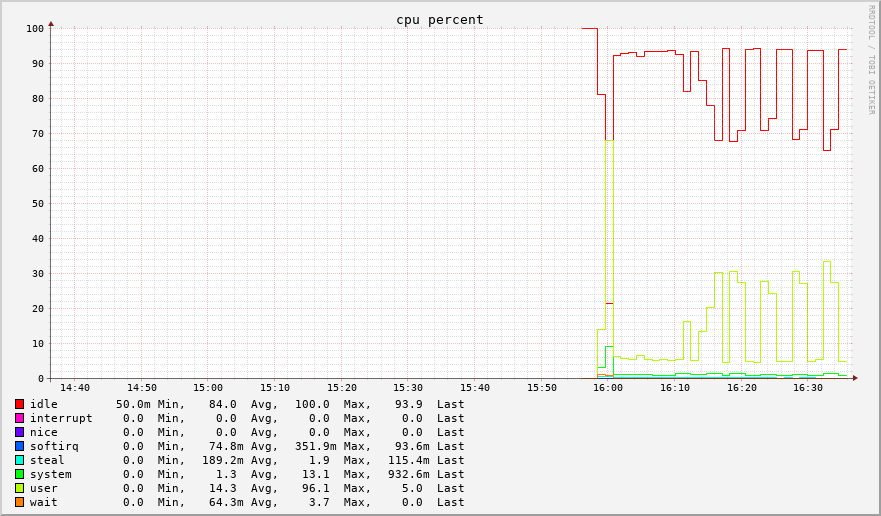 cpu percent
RRDTOOL / TOBI OETIKER
100
90
80
70
60
50
40
30
20
10
0
14:40 14:50 15:00 15:10 15:20 15:30 15:40 15:50 16:00 16:10 16:20 16:30
idle 50.0m Min, 84.0 Avg, 100.0 Max, 93.9 Last
interrupt 0.0 Min, 0.0 Avg, 0.0 Max, 0.0 Last
nice 0.0 Min, 0.0 Avg, 0.0 Max, 0.0 Last
softirq 0.0 Min, 74.8m Avg, 351.9m Max, 93.6m Last
steal 0.0 Min, 189.2m Avg, 1.9 Max, 115.4m Last
system 0.0 Min, 1.3 Avg, 13.1 Max, 932.6m Last
user 0.0 Min, 14.3 Avg, 96.1 Max, 5.0 Last
wait 0.0 Min, 64.3m Avg, 3.7 Max, 0.0 Last